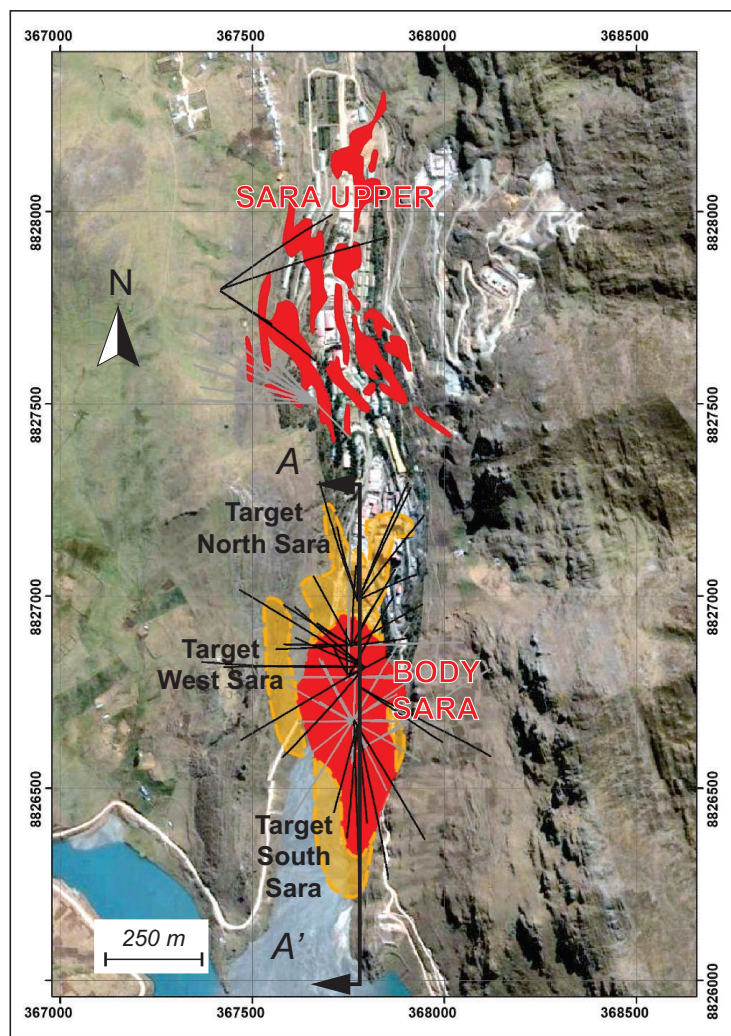 367000
367500
368000
368500
8828000
8828000
SARA UPPER
N
8827500
8827500
A
Target
North Sara
8827000
8827000
Target
West Sara
BODY
SARA
8826500
8826500
Target
South
Sara
A'
250 m
8826000
8826000
367000
367500
368000
368500